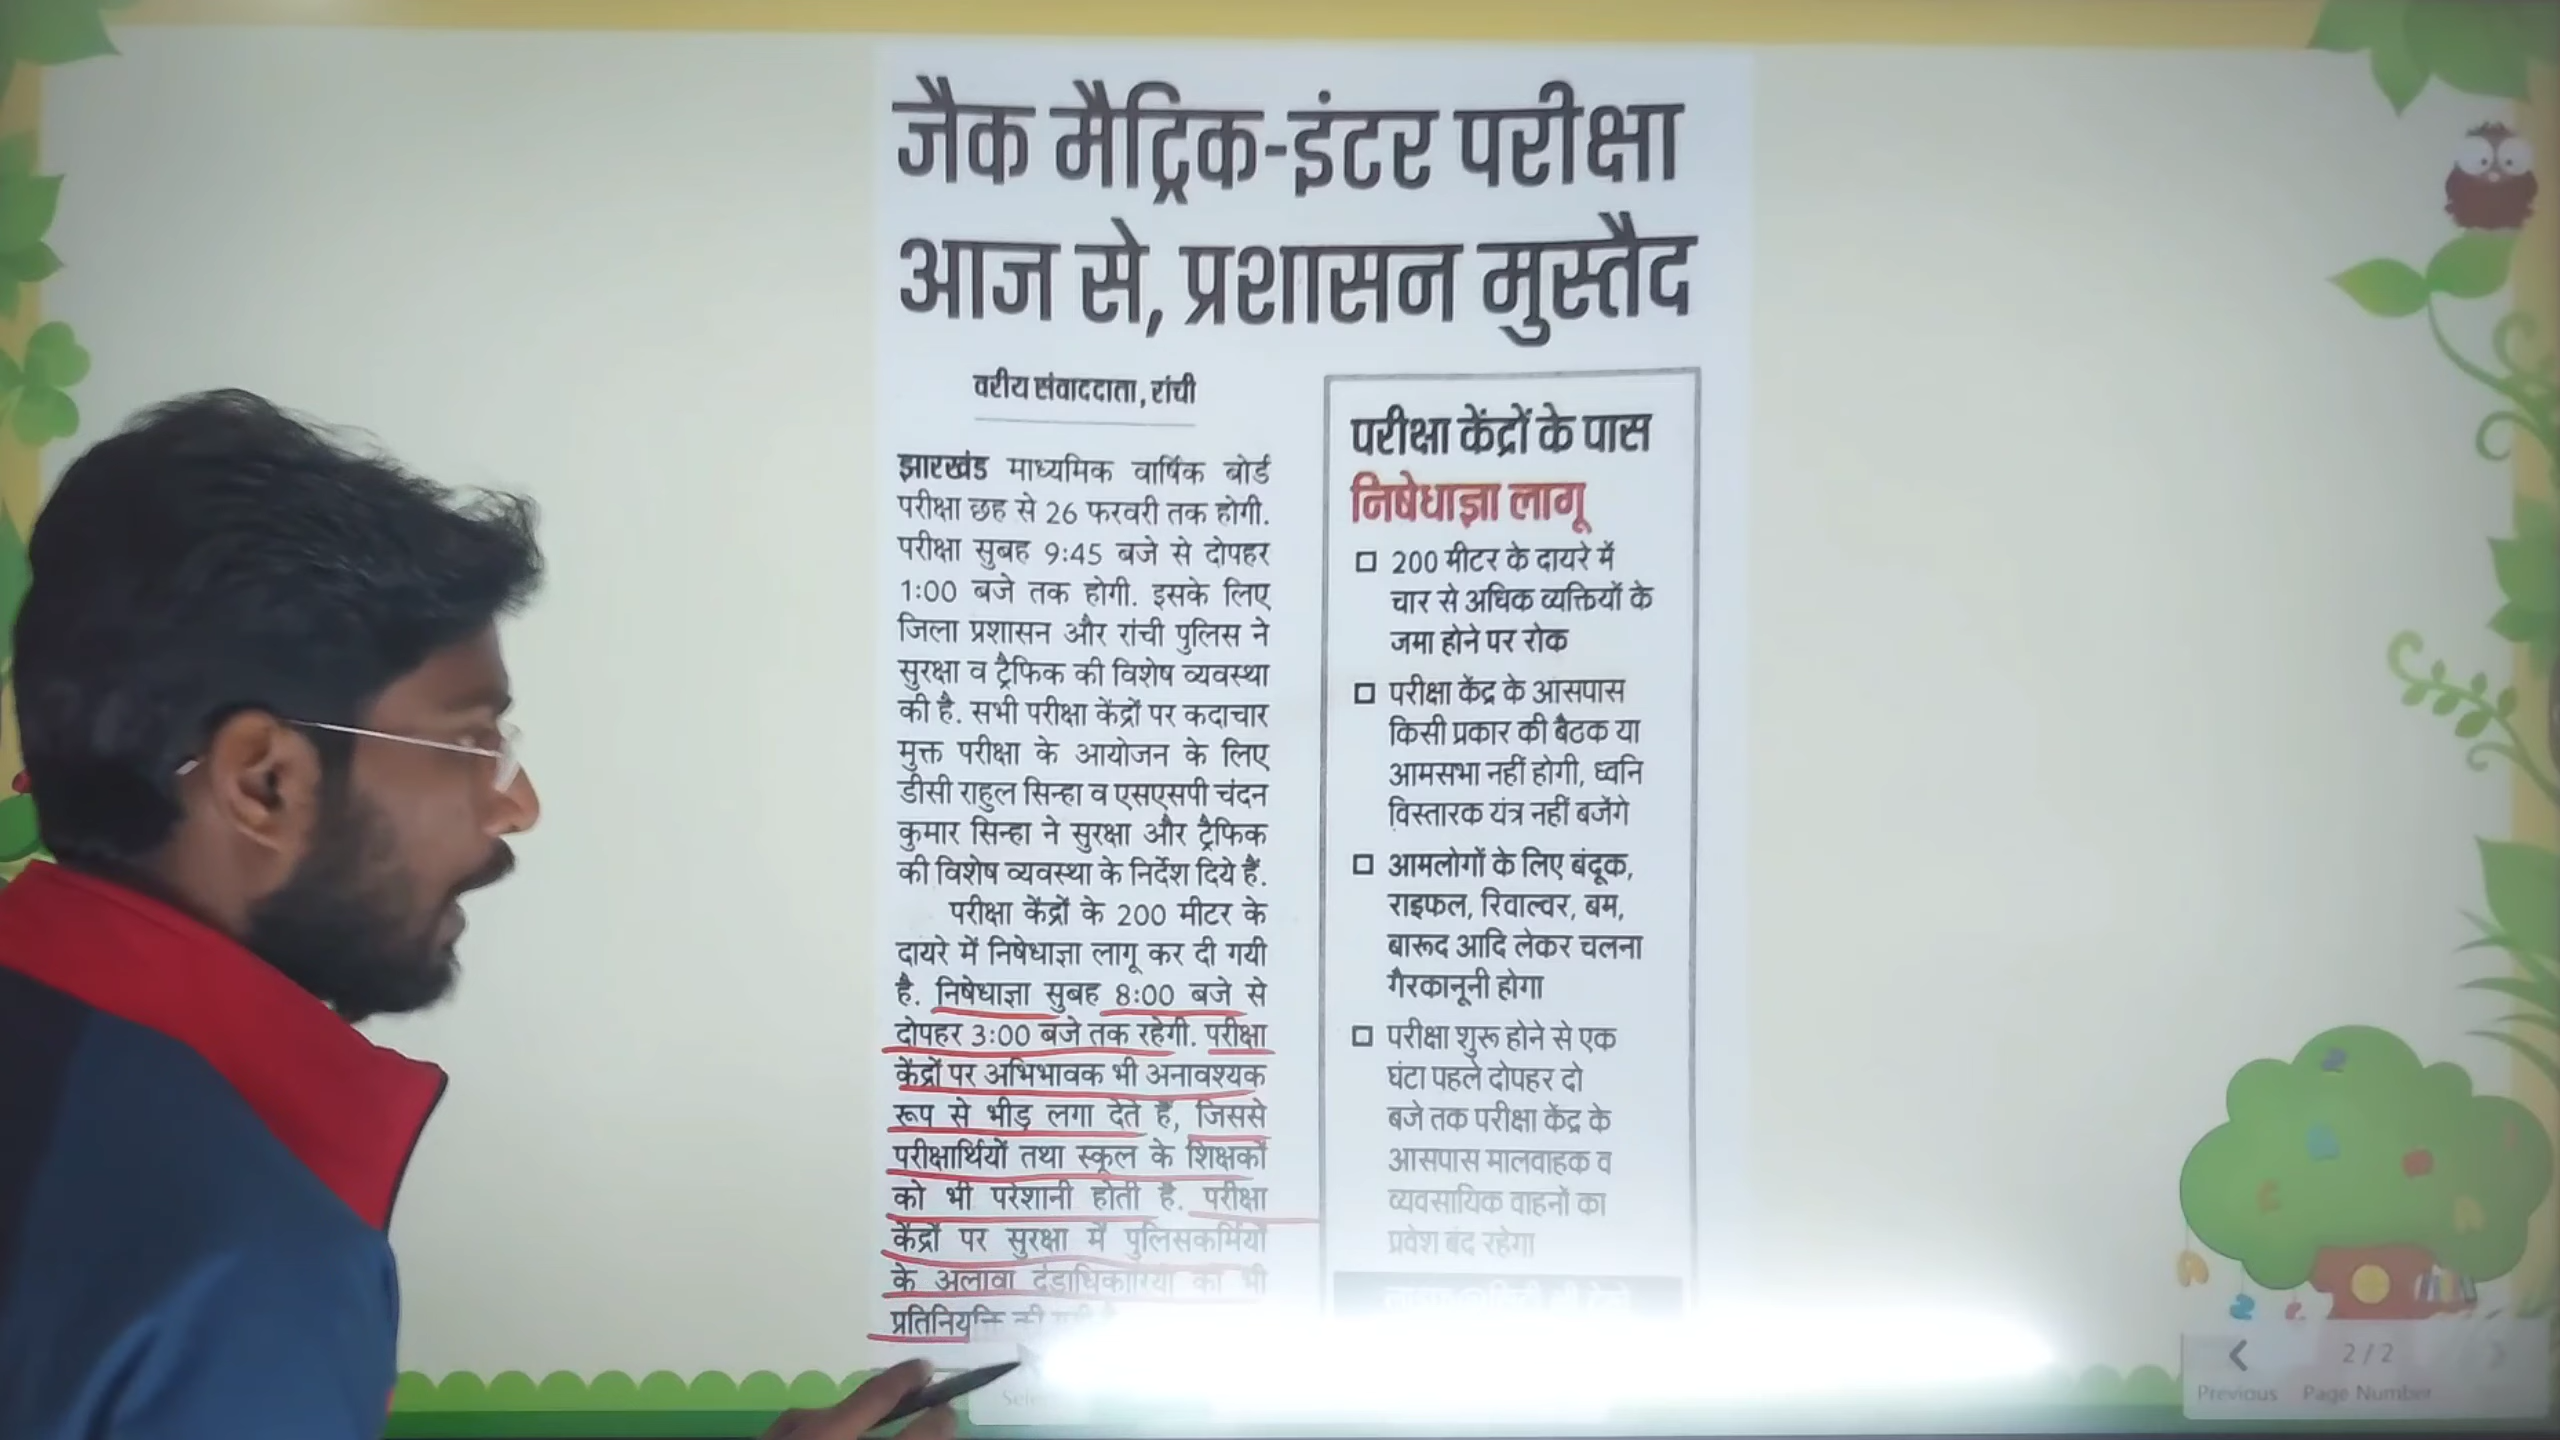 जैक मैट्रिक-इंटर परीक्षा
आज से, प्रशासन मुस्तैद
वरीय संवाददाता, रांची
झारखंड माध्यमिक वार्षिक बोर्ड
परीक्षा छह से 26 फरवरी तक होगी.
परीक्षा सुबह 9:45 बजे से दोपहर
1:00 बजे तक होगी. इसके लिए
जिला प्रशासन और रांची पुलिस ने
सुरक्षा व ट्रैफिक की विशेष व्यवस्था
की है. सभी परीक्षा केंद्रों पर कदाचार
मुक्त परीक्षा के आयोजन के लिए
डीसी राहुल सिन्हा व एसएसपी चंदन
कुमार सिन्हा ने सुरक्षा और ट्रैफिक
की विशेष व्यवस्था के निर्देश दिये हैं.
परीक्षा केंद्रों के 200 मीटर के
दायरे में निषेधाज्ञा लागू कर दी गयी
है. निषेधाज्ञा सुबह 8:00 बजे से
दोपहर 3:00 बजे तक रहेगी. परीक्षा
केंद्रों पर अभिभावक भी अनावश्यक
रूप से भीड़ लगा देते हैं, जिससे
परीक्षार्थियों तथा स्कूल के शिक्षकों
को भी परेशानी होती है. परीक्षा
केंद्रों पर सुरक्षा में पुलिसकर्मियों
के अलावा दंडाधिकारियों की भी
प्रतिनियुक्ति की
परीक्षा केंद्रों के पास
निषेधाज्ञा लागू
200 मीटर के दायरे में
चार से अधिक व्यक्तियों के
जमा होने पर रोक
परीक्षा केंद्र के आसपास
किसी प्रकार की बैठक या
आमसभा नहीं होगी, ध्वनि
विस्तारक यंत्र नहीं बजेंगे
आमलोगों के लिए बंदूक,
राइफल, रिवाल्वर, बम,
बारूद आदि लेकर चलना
गैरकानूनी होगा
परीक्षा शुरू होने से एक
घंटा पहले दोपहर दो
बजे तक परीक्षा केंद्र के
आसपास मालवाहक व
व्यवसायिक वाहनों का
प्रवेश बंद रहेगा
2/2
Previous Page Number